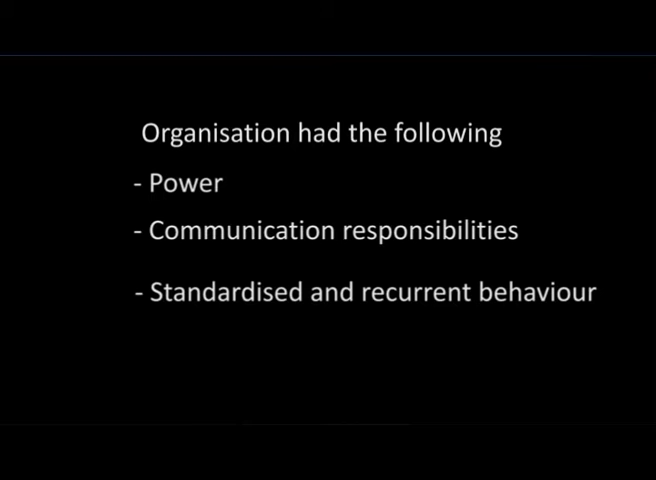 Organisation had the following
- Power
- Communication responsibilities
- Standardised and recurrent behaviour